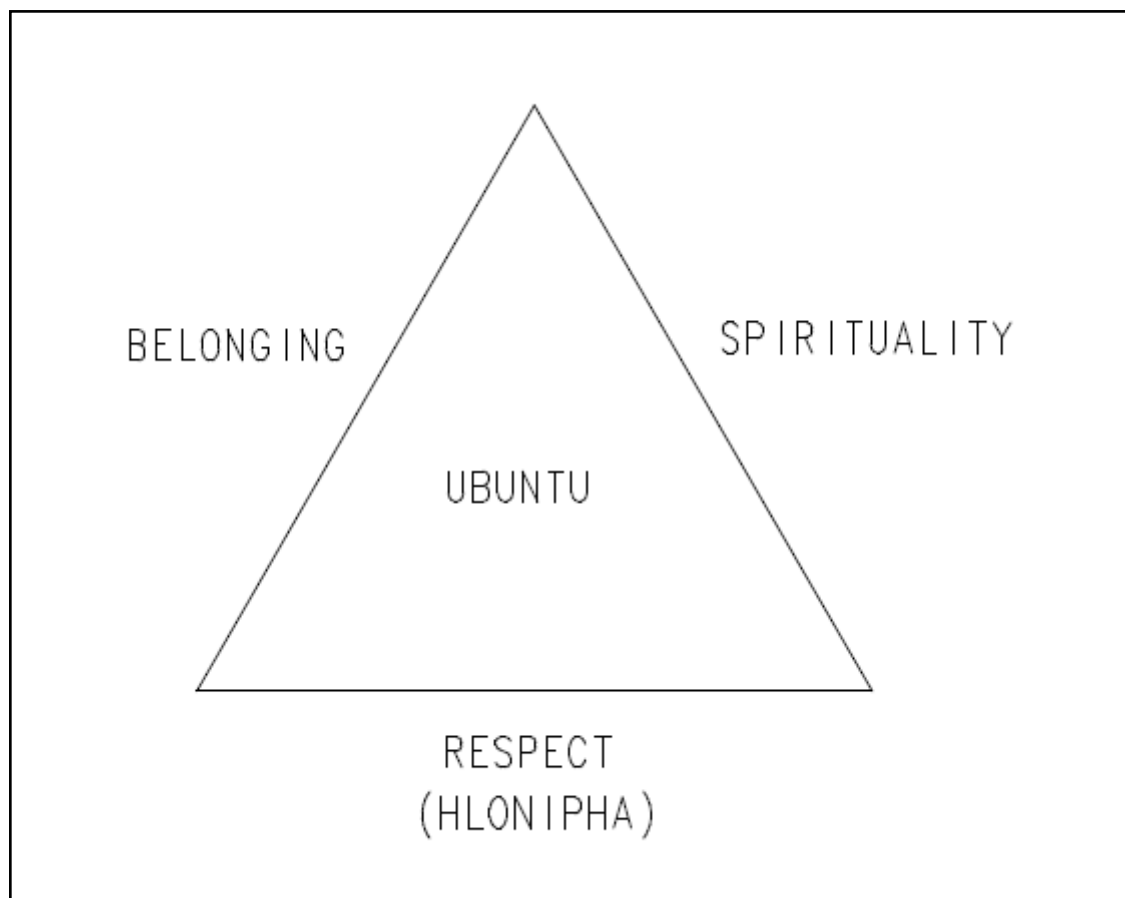 BELONGING
SPIRITUALITY
UBUNTU
RESPECT
(HLONIPHA)